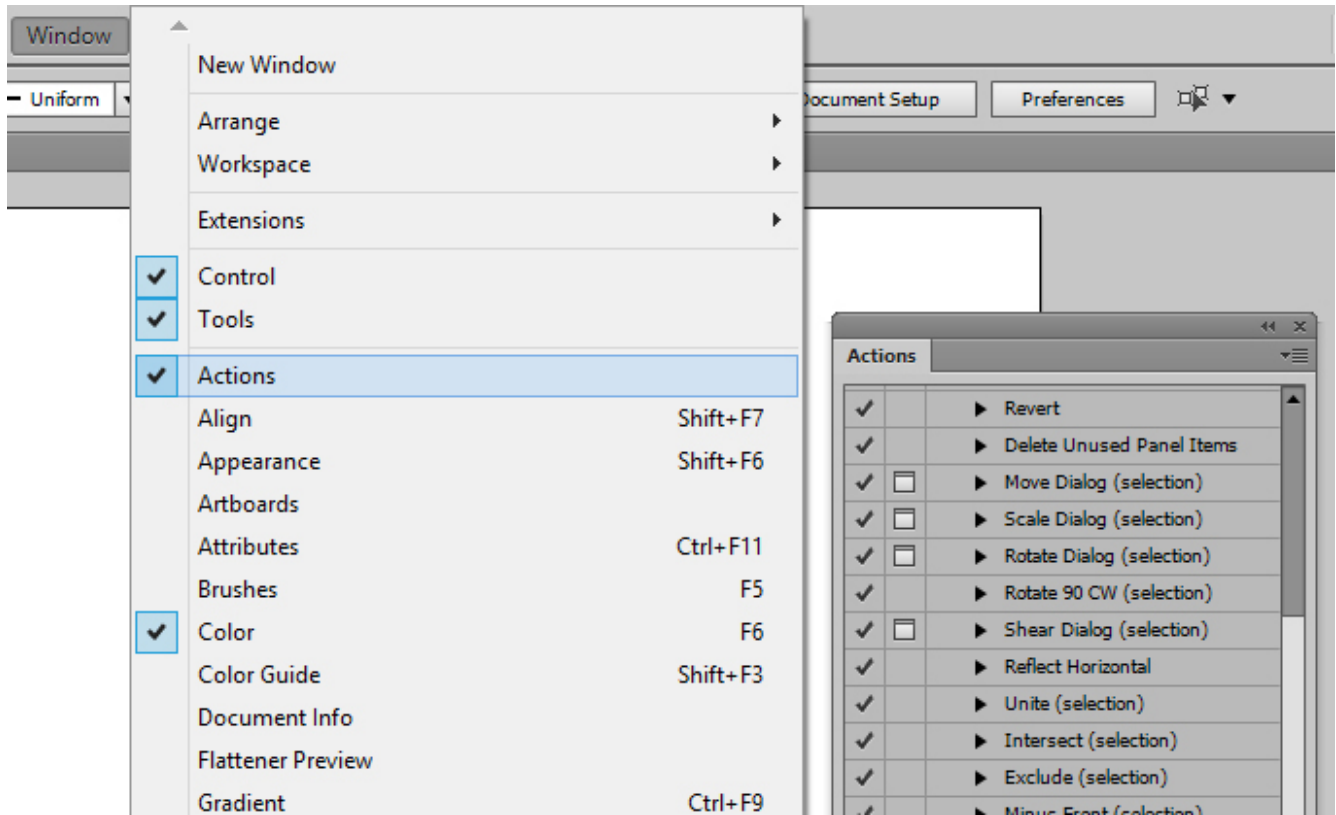 Window
New Window
Uniform
Document Setup
Preferences
Arrange
Workspace
Extensions
Control
Tools
Actions
Align Shift+F7
Appearance Shift+F6
Artboards
Attributes Ctrl+F11
Brushes F5
Color F6
Color Guide Shift+F3
Document Info
Flattener Preview
Gradient Ctrl+F9
Actions
Revert
Delete Unused Panel Items
Move Dialog (selection)
Scale Dialog (selection)
Rotate Dialog (selection)
Rotate 90 CW (selection)
Shear Dialog (selection)
Reflect Horizontal
Unite (selection)
Intersect (selection)
Exclude (selection)
Minus Front (selection)